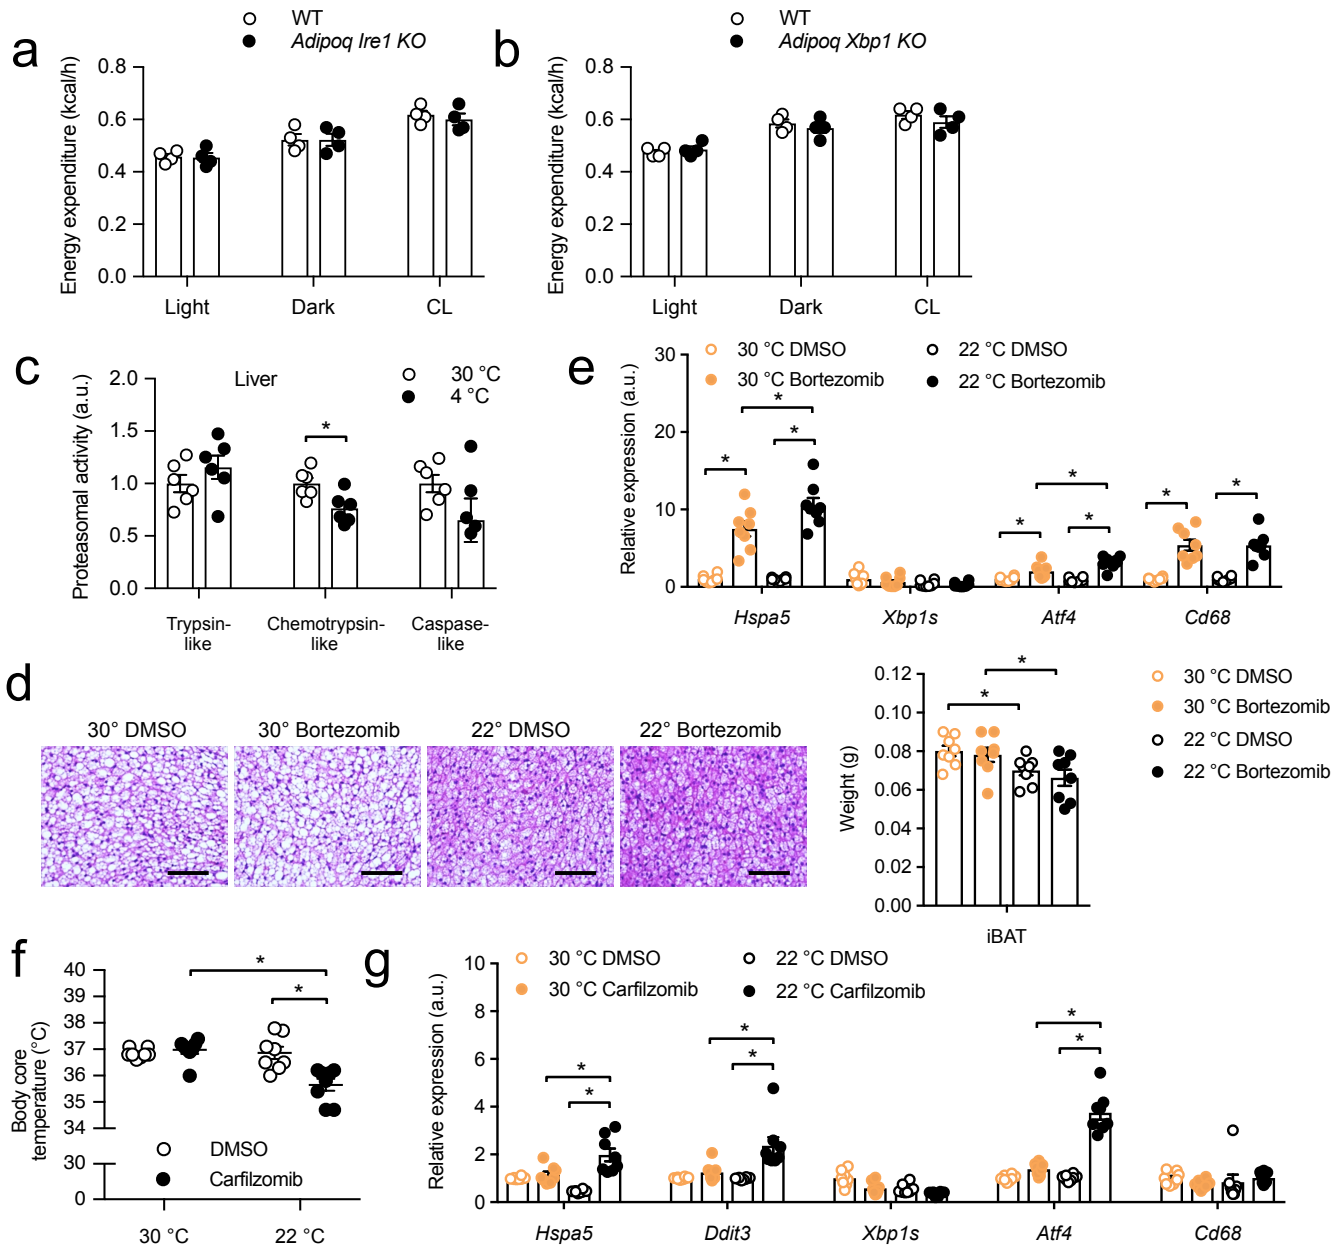 a
WT
Adipoq Ire1 KO
Energy expenditure (kcal/h)
0.8
0.6
0.4
0.2
0.0
Light
Dark
CL
b
WT
Adipoq Xbp1 KO
Energy expenditure (kcal/h)
0.8
0.6
0.4
0.2
0.0
Light
Dark
CL
c
Proteasomal activity (a.u.)
Liver
30 °C
4 °C
2.0
1.5
1.0
0.5
0.0
*
Trypsin-
like
Chemotrypsin-
like
Caspase-
like
e
Relative expression (a.u.)
30 °C DMSO
30 °C Bortezomib
22 °C DMSO
22 °C Bortezomib
30
20
10
0
*
*
*
*
*
*
*
*
Hspa5
Xbp1s
Atf4
Cd68
d
30° DMSO
30° Bortezomib
22° DMSO
22° Bortezomib
Weight (g)
0.12
0.10
0.08
0.06
0.04
0.02
0.00
*
*
iBAT
30 °C DMSO
30 °C Bortezomib
22 °C DMSO
22 °C Bortezomib
f
Body core
temperature (°C)
40
39
38
37
36
35
34
30
0
*
*
DMSO
Carfilzomib
30 °C
22 °C
g
Relative expression (a.u.)
30 °C DMSO
30 °C Carfilzomib
22 °C DMSO
22 °C Carfilzomib
10
8
6
4
2
0
*
*
*
*
*
*
Hspa5
Ddit3
Xbp1s
Atf4
Cd68